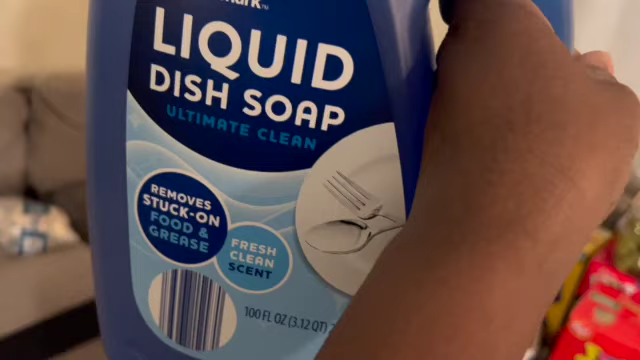 LIQUID
DISH SOAP
ULTIMATE CLEAN
REMOVES
STUCK-ON
FOOD &
GREASE
FRESH
CLEAN
SCENT
100 FL OZ (3.12 QT)